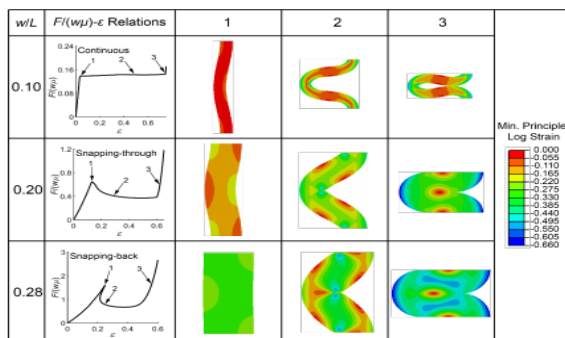 w/L F/(wμ)-ε Relations 1 2 3
0.10
Continuous
F/(wμ)
0.24
0.16
0.08
0.00
0.0 0.2 0.4 0.6
ε
1 2 3
0.20
Snapping-through
F/(wμ)
1.2
0.8
0.4
0.0
0.0 0.2 0.4 0.6
ε
1 2 3
0.28
Snapping-back
F/(wμ)
3
2
1
0
0.0 0.2 0.4 0.6
ε
1 2 3
Min. Principle
Log Strain
0.000
-0.055
-0.110
-0.165
-0.220
-0.275
-0.330
-0.385
-0.440
-0.495
-0.550
-0.605
-0.660